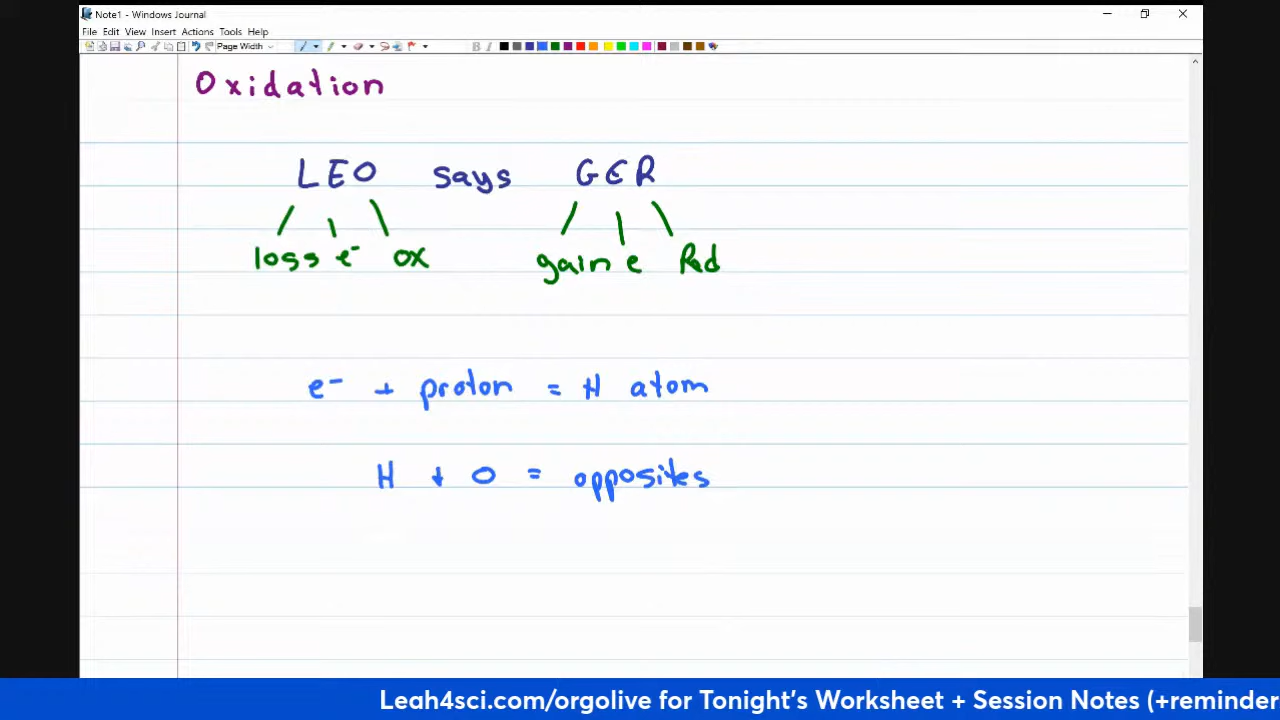 Note1 - Windows Journal
File Edit View Insert Actions Tools Help
Page Width
B I
Oxidation
LEO says GER
loss e⁻ ox gain e Red
e⁻ + proton = H atom
H + O = opposites
Leah4sci.com/orgolive for Tonight's Worksheet + Session Notes (+reminder